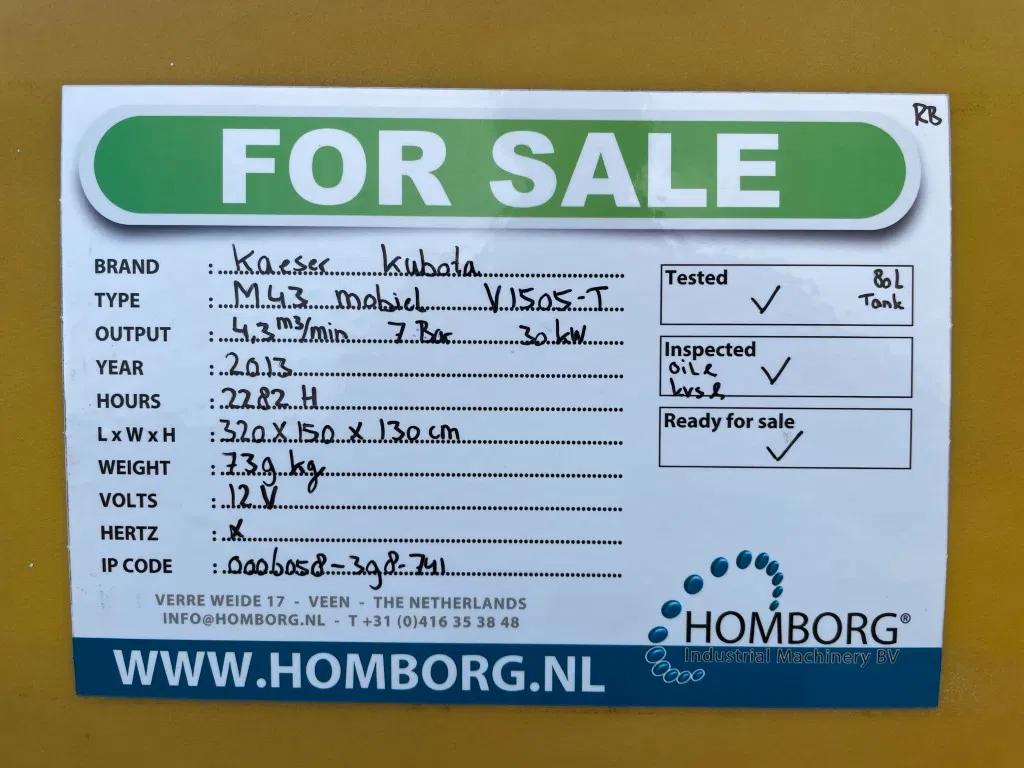 RB
FOR SALE
BRAND : Kaeser Kubota
TYPE : M43 mobiel V1505-T
OUTPUT : 4,3 m3/min 7 Bar 30 kW
YEAR : 2013
HOURS : 2282 H
L x W x H : 320 X 150 X 130 cm
WEIGHT : 739 kg
VOLTS : 12 V
HERTZ : x
IP CODE : 0006058-398-741
Tested ✓ 80L
Tank
Inspected ✓
Ready for sale ✓
VERRE WEIDE 17 - VEEN - THE NETHERLANDS
INFO@HOMBORG.NL - T +31 (0)416 35 38 48
HOMBORG®
Industrial Machinery BV
WWW.HOMBORG.NL